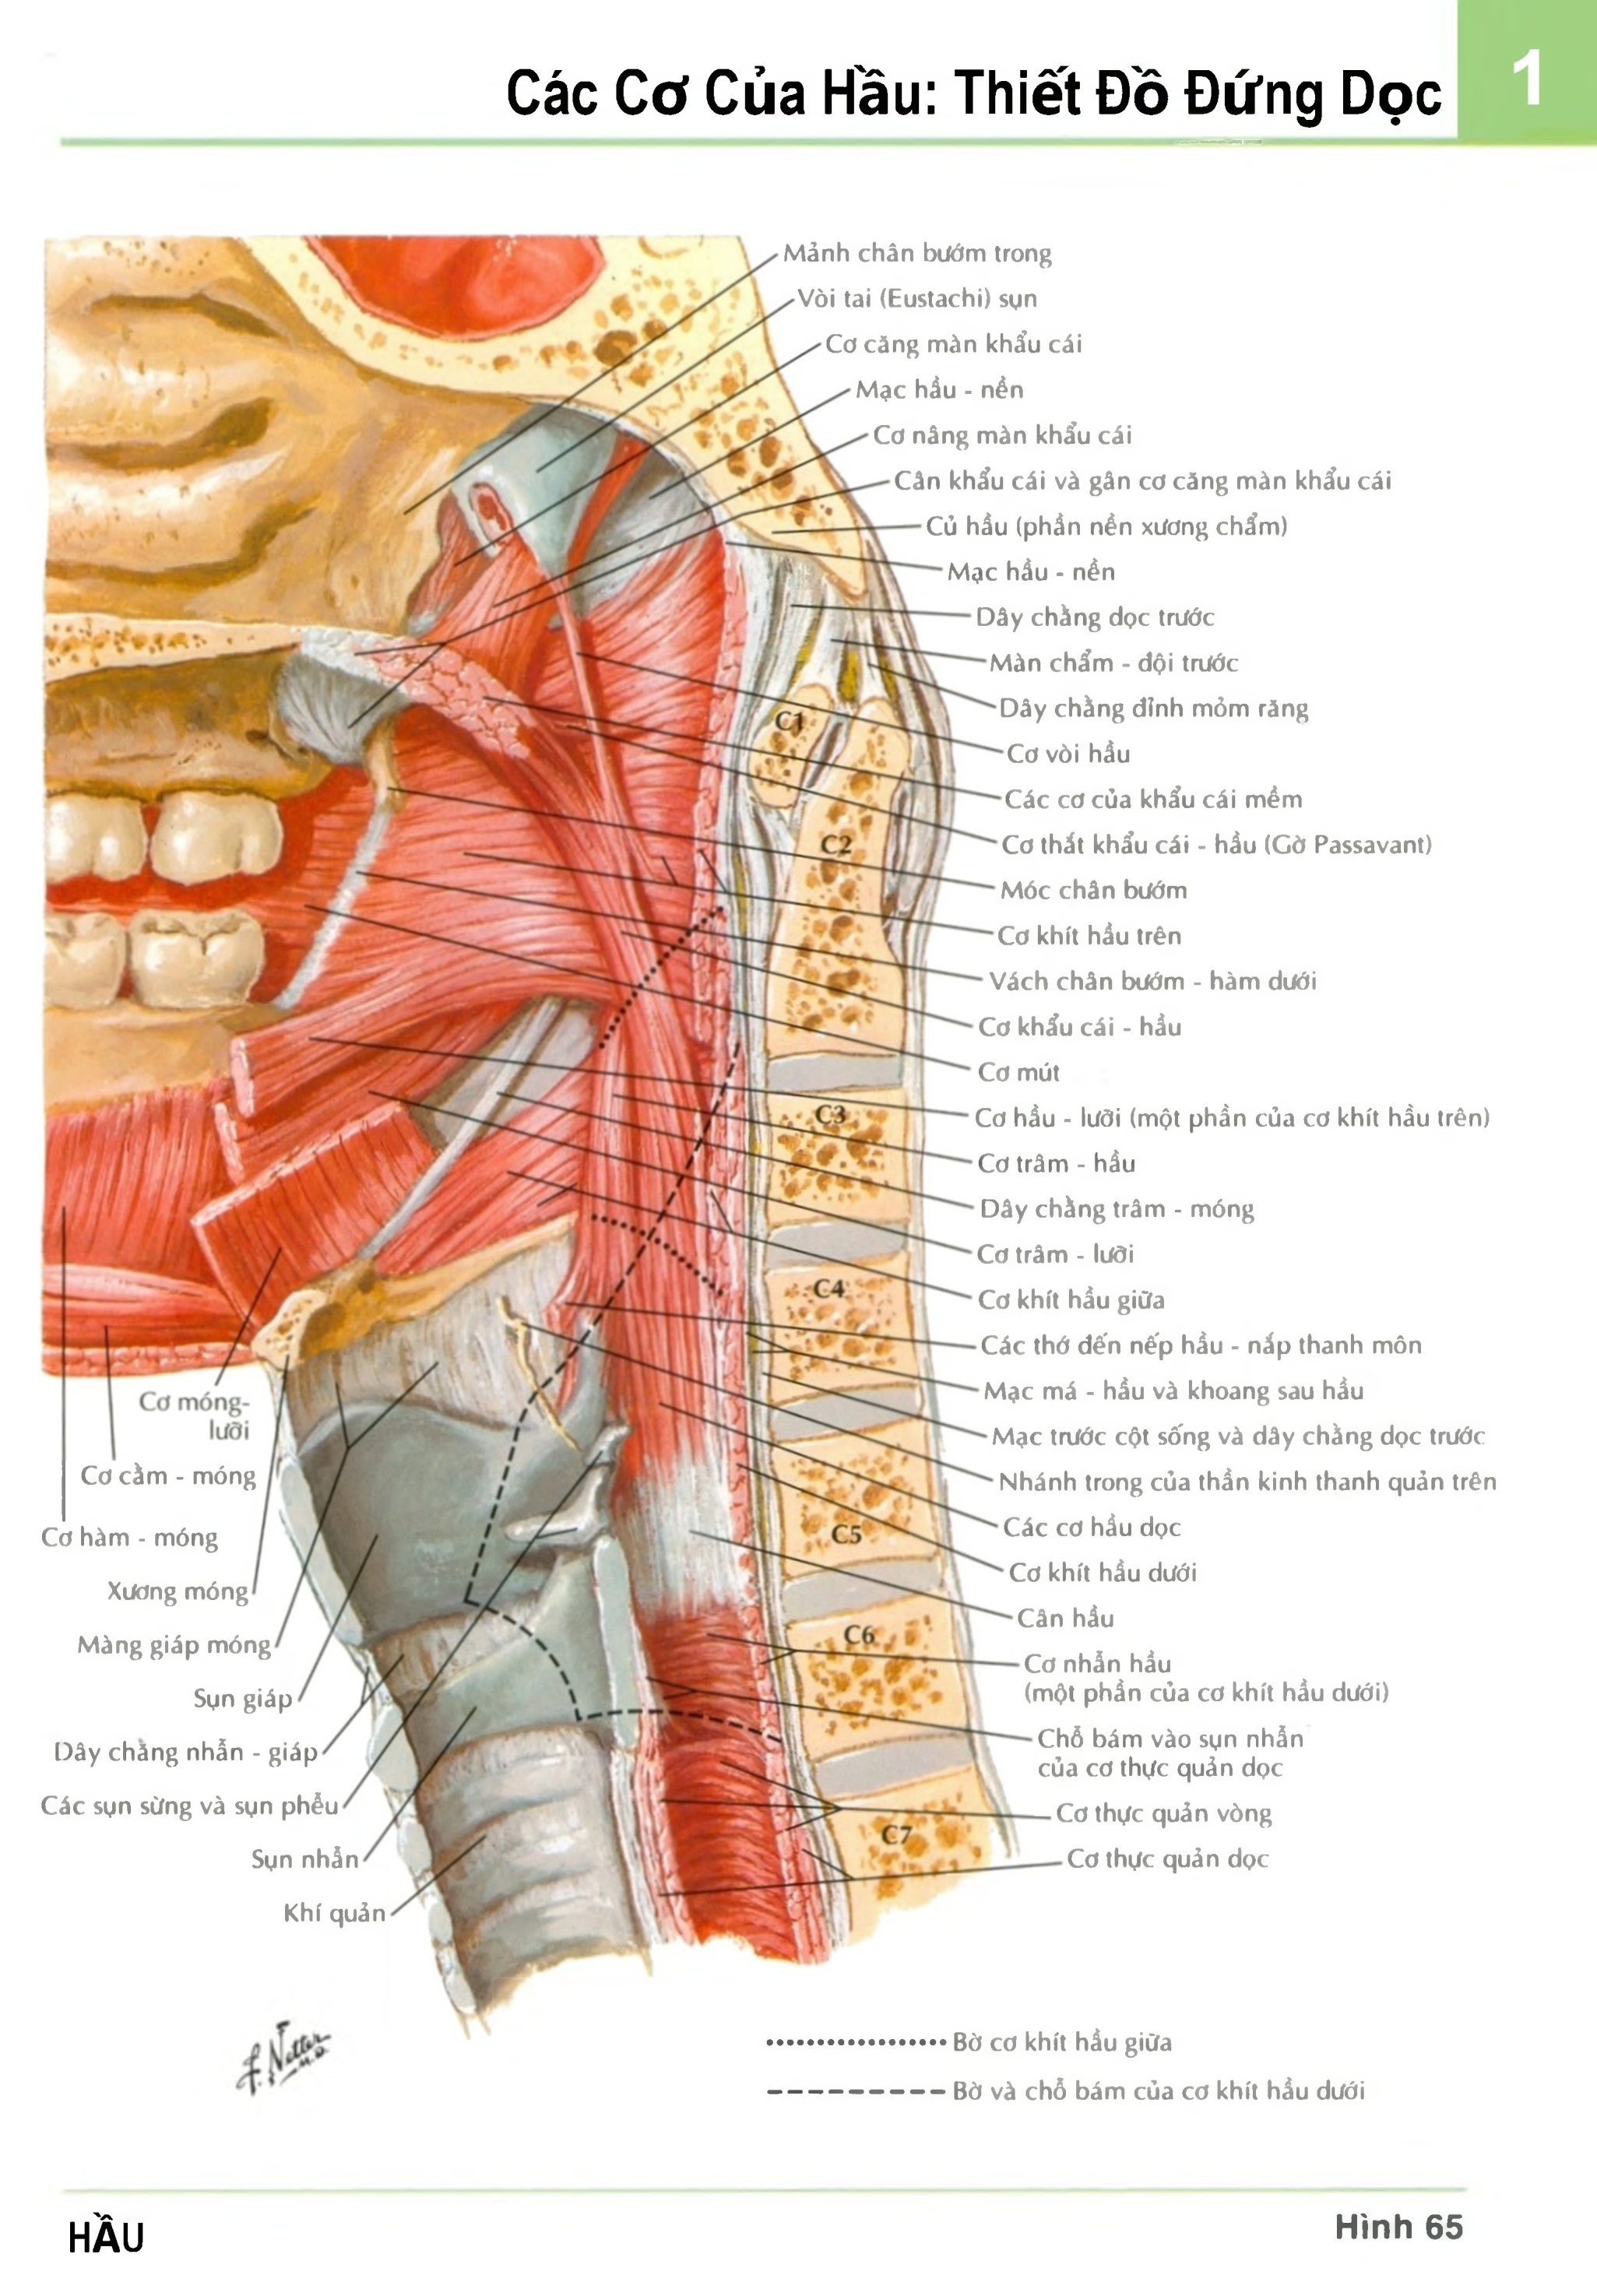 Các Cơ Của Hầu: Thiết Đồ Đứng Dọc
1
Mảnh chân bướm trong
Vòi tai (Eustachi) sụn
Cơ căng màn khẩu cái
Mạc hầu - nền
Cơ nâng màn khẩu cái
Cân khẩu cái và gân cơ căng màn khẩu cái
Củ hầu (phần nền xương chẩm)
Mạc hầu - nền
Dây chằng dọc trước
Màn chẩm - đội trước
Dây chằng đỉnh mỏm răng
Cơ vòi hầu
Các cơ của khẩu cái mềm
Cơ thắt khẩu cái - hầu (Gờ Passavant)
Móc chân bướm
Cơ khít hầu trên
Vách chân bướm - hàm dưới
Cơ khẩu cái - hầu
Cơ mút
Cơ hầu - lưỡi (một phần của cơ khít hầu trên)
Cơ trâm - hầu
Dây chằng trâm - móng
Cơ trâm - lưỡi
Cơ khít hầu giữa
Các thớ đến nếp hầu - nắp thanh môn
Mạc má - hầu và khoang sau hầu
Mạc trước cột sống và dây chằng dọc trước
Nhánh trong của thần kinh thanh quản trên
Các cơ hầu dọc
Cơ khít hầu dưới
Cân hầu
Cơ nhẫn hầu
(một phần của cơ khít hầu dưới)
Chỗ bám vào sụn nhẫn
của cơ thực quản dọc
Cơ thực quản vòng
Cơ thực quản dọc
C1
C2
C3
C4
C5
C6
C7
Cơ móng-
lưỡi
Cơ cằm - móng
Cơ hàm - móng
Xương móng
Màng giáp móng
Sụn giáp
Dây chằng nhẫn - giáp
Các sụn sừng và sụn phễu
Sụn nhẫn
Khí quản
F. Netter
M.D.
Bờ cơ khít hầu giữa
Bờ và chỗ bám của cơ khít hầu dưới
HẦU
Hình 65